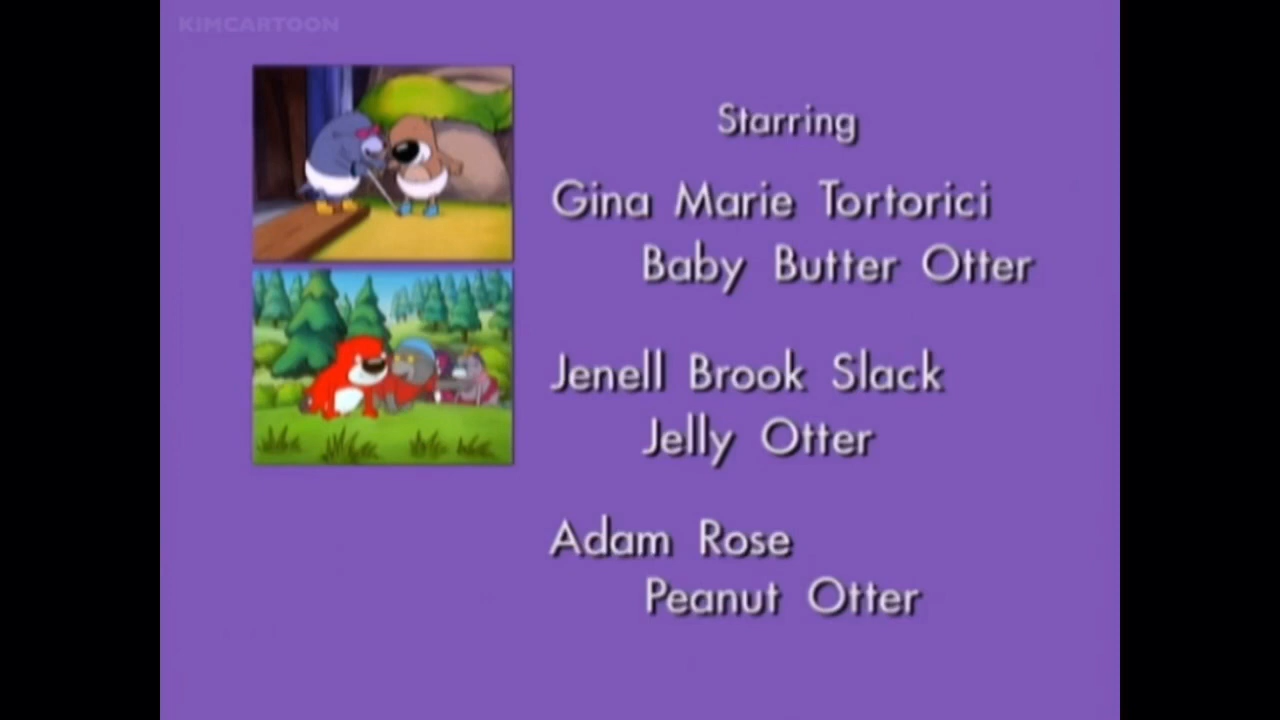 KIMCARTOON
Starring
Gina Marie Tortorici
Baby Butter Otter
Jenell Brook Slack
Jelly Otter
Adam Rose
Peanut Otter